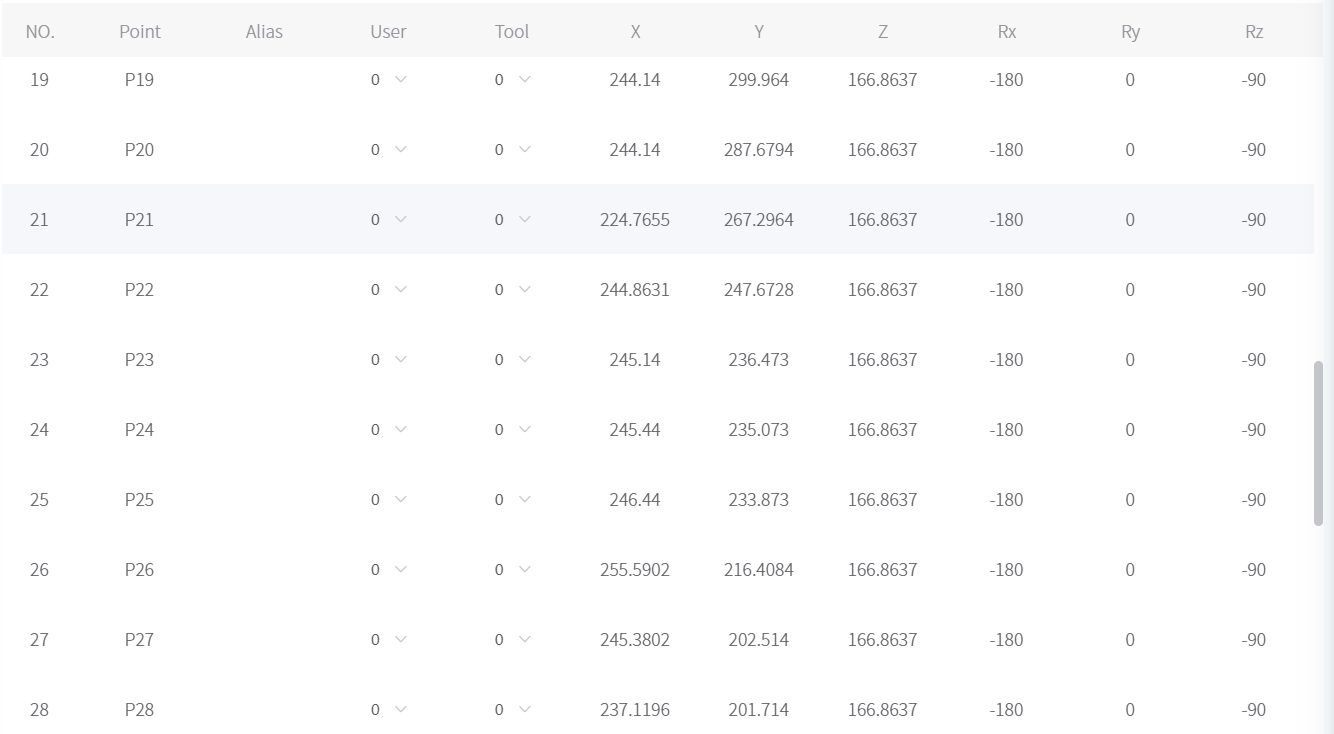 NO. Point Alias User Tool X Y Z Rx Ry Rz
19 P19 0 0 244.14 299.964 166.8637 -180 0 -90
20 P20 0 0 244.14 287.6794 166.8637 -180 0 -90
21 P21 0 0 224.7655 267.2964 166.8637 -180 0 -90
22 P22 0 0 244.8631 247.6728 166.8637 -180 0 -90
23 P23 0 0 245.14 236.473 166.8637 -180 0 -90
24 P24 0 0 245.44 235.073 166.8637 -180 0 -90
25 P25 0 0 246.44 233.873 166.8637 -180 0 -90
26 P26 0 0 255.5902 216.4084 166.8637 -180 0 -90
27 P27 0 0 245.3802 202.514 166.8637 -180 0 -90
28 P28 0 0 237.1196 201.714 166.8637 -180 0 -90